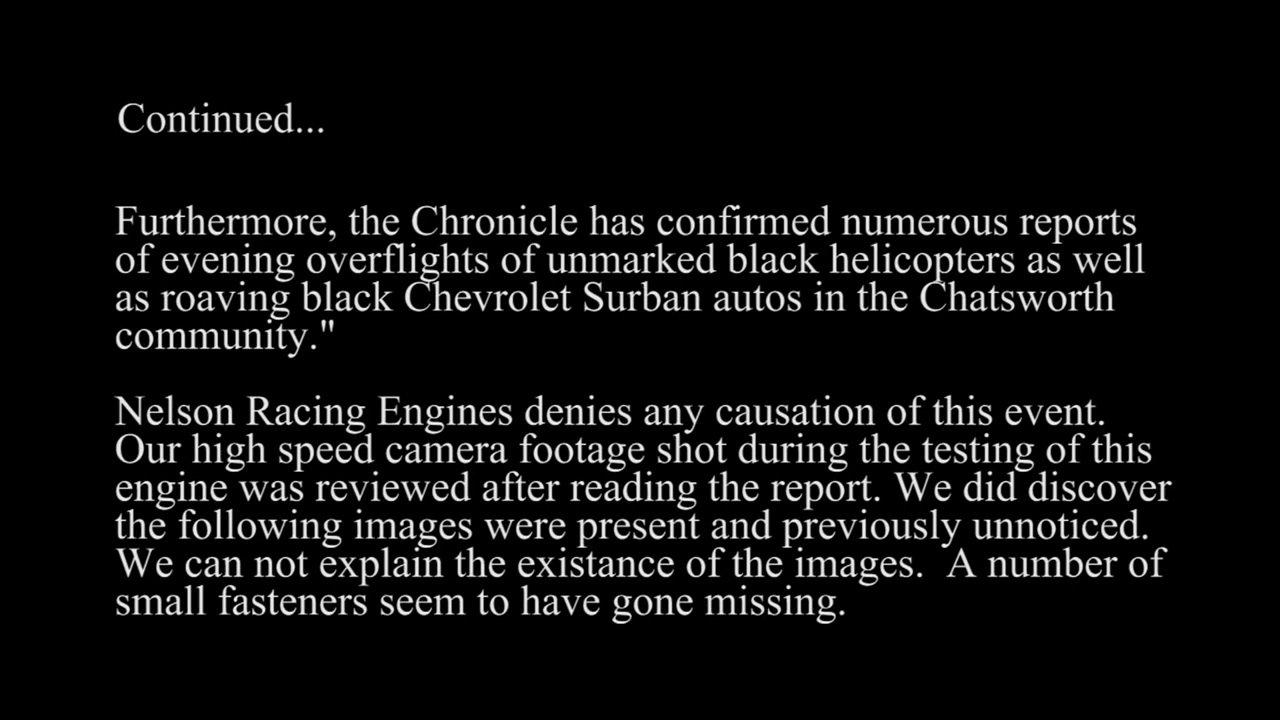 Continued...
Furthermore, the Chronicle has confirmed numerous reports
of evening overflights of unmarked black helicopters as well
as roaving black Chevrolet Surban autos in the Chatsworth
community."
Nelson Racing Engines denies any causation of this event.
Our high speed camera footage shot during the testing of this
engine was reviewed after reading the report. We did discover
the following images were present and previously unnoticed.
We can not explain the existance of the images.  A number of
small fasteners seem to have gone missing.